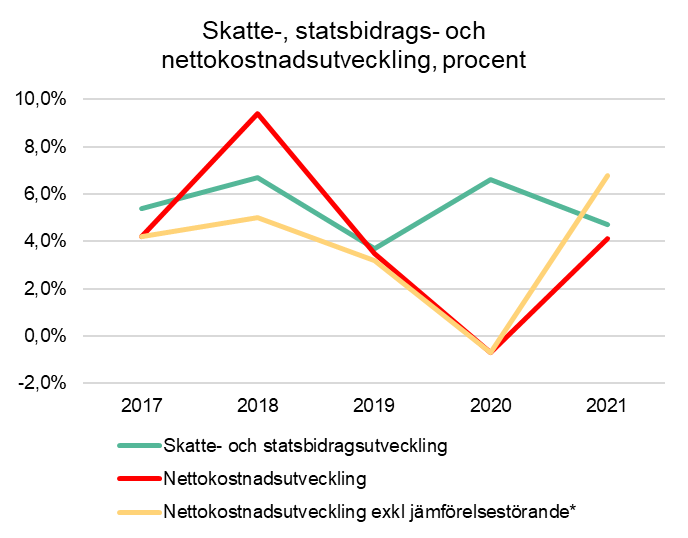 Skatte-, statsbidrags- och
nettokostnadsutveckling, procent
10,0%
8,0%
6,0%
4,0%
2,0%
0,0%
-2,0%
2017 2018 2019 2020 2021
Skatte- och statsbidragsutveckling
Nettokostnadsutveckling
Nettokostnadsutveckling exkl jämförelsestörande*